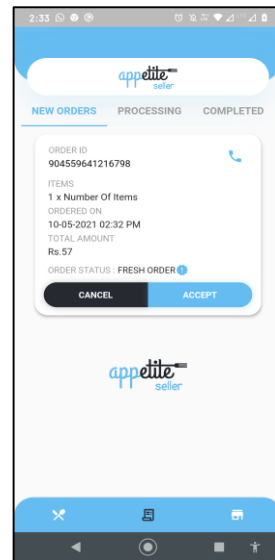 2:33
appetite
seller
NEW ORDERS PROCESSING COMPLETED
ORDER ID
904559641216798
ITEMS
1 x Number Of Items
ORDERED ON
10-05-2021 02:32 PM
TOTAL AMOUNT
Rs.57
ORDER STATUS : FRESH ORDER
CANCEL ACCEPT
appetite
seller